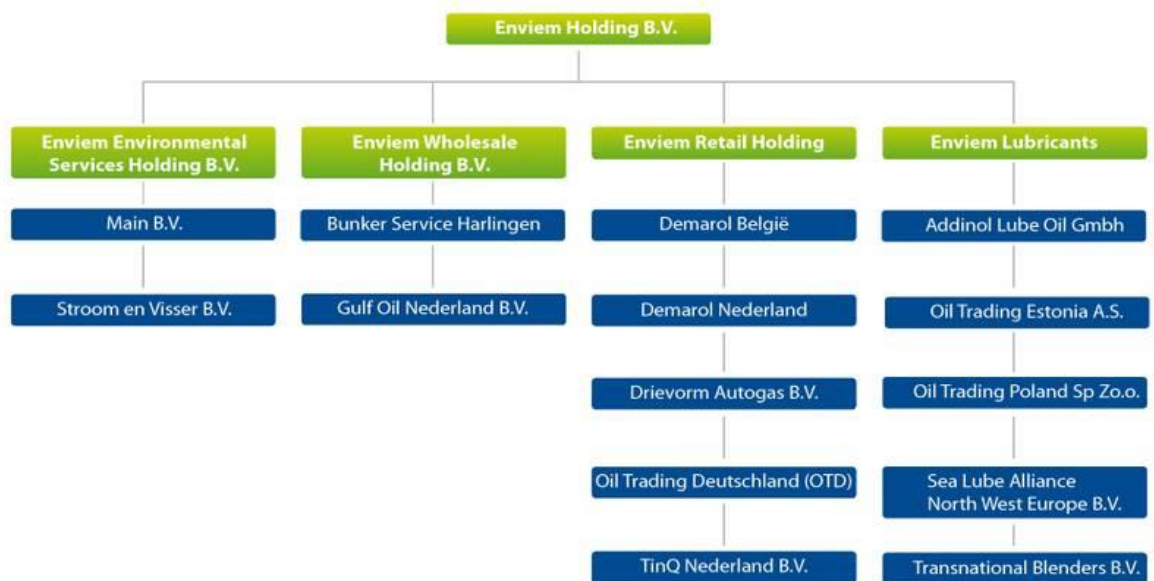 Enviem Holding B.V.
Enviem Environmental
Services Holding B.V.
Main B.V.
Stroom en Visser B.V.
Enviem Wholesale
Holding B.V.
Bunker Service Harlingen
Gulf Oil Nederland B.V.
Enviem Retail Holding
Demarol België
Demarol Nederland
Drievorm Autogas B.V.
Oil Trading Deutschland (OTD)
TinQ Nederland B.V.
Enviem Lubricants
Addinol Lube Oil Gmbh
Oil Trading Estonia A.S.
Oil Trading Poland Sp Zo.o.
Sea Lube Alliance
North West Europe B.V.
Transnational Blenders B.V.